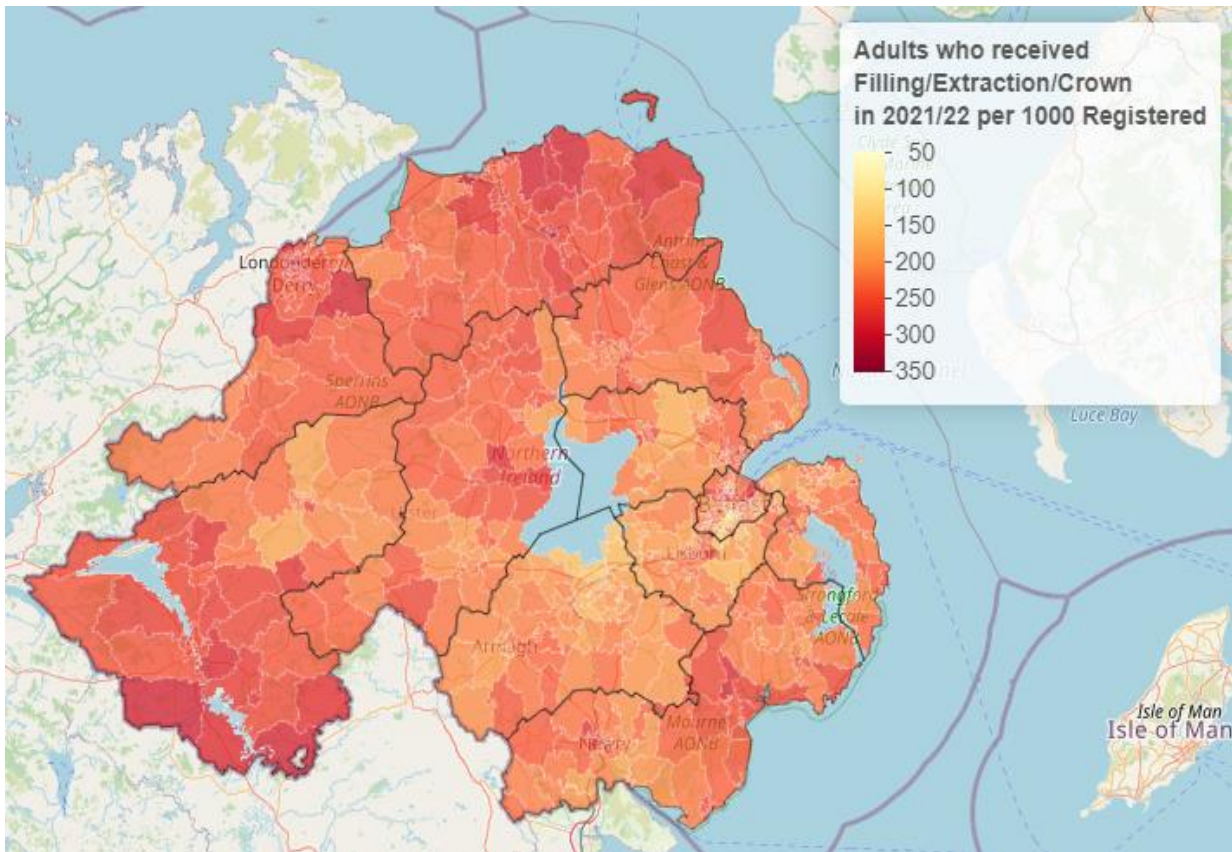 Adults who received
Filling/Extraction/Crown
in 2021/22 per 1000 Registered
50
100
150
200
250
300
350
Londonderry/
Derry
Antrim
Coast &
Glens AONB
Sperrins
AONB
Northern
Ireland
Ulster
Belfast
Lisburn
Strangford
& Lecale
AONB
Armagh
Mourne
AONB
Newry
Luce Bay
Isle of Man
Isle of Man